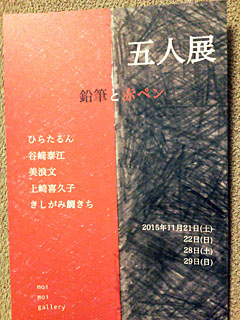 五人展
鉛筆と赤ペン
ひらたるん
谷崎泰江
美浪文
上崎喜久子
きしがみ鯛きち
2015年11月21日(土)
22日(日)
28日(土)
29日(日)
moi
moi
gallery